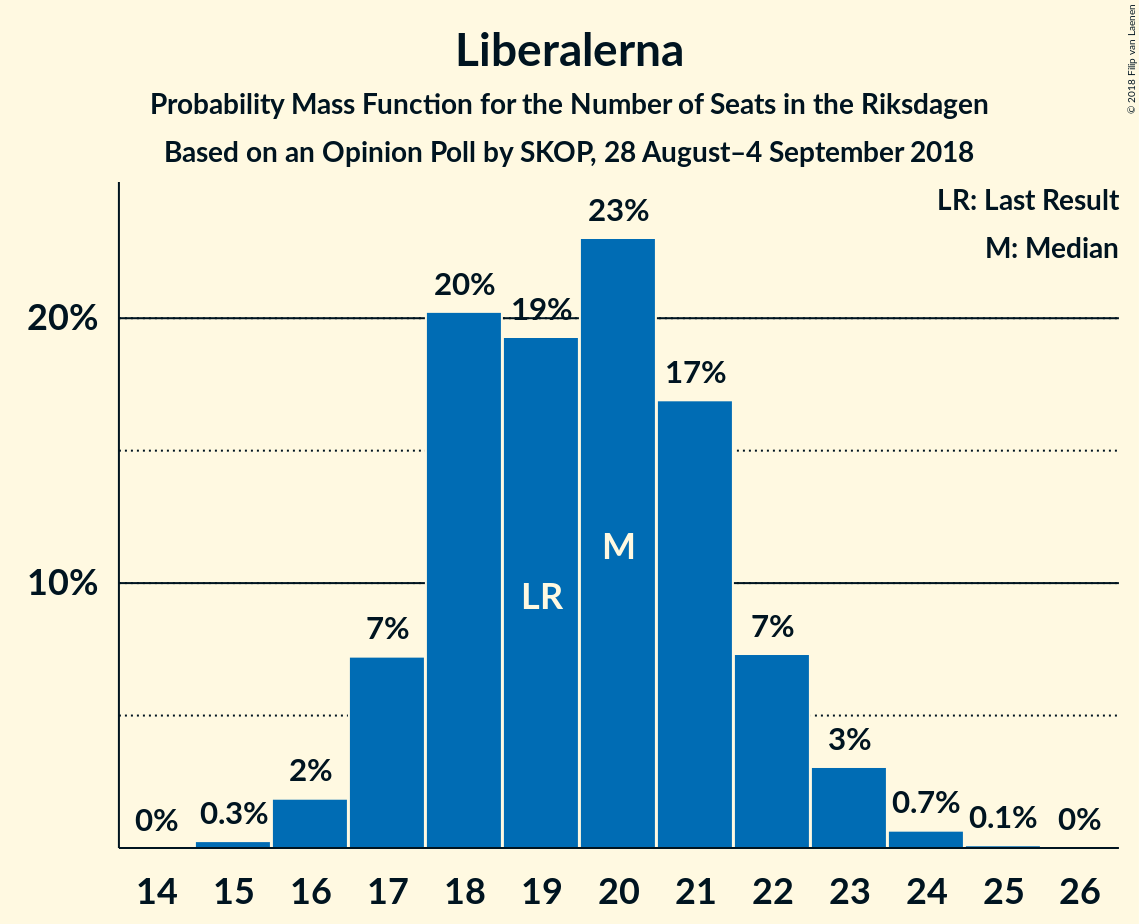 Liberalerna
Probability Mass Function for the Number of Seats in the Riksdagen
Based on an Opinion Poll by SKOP, 28 August–4 September 2018
© 2018 Filip van Laenen
LR: Last Result
M: Median
20%
10%
0%
0.3%
2%
7%
20%
19%
23%
17%
7%
3%
0.7%
0.1%
0%
LR
M
14 15 16 17 18 19 20 21 22 23 24 25 26